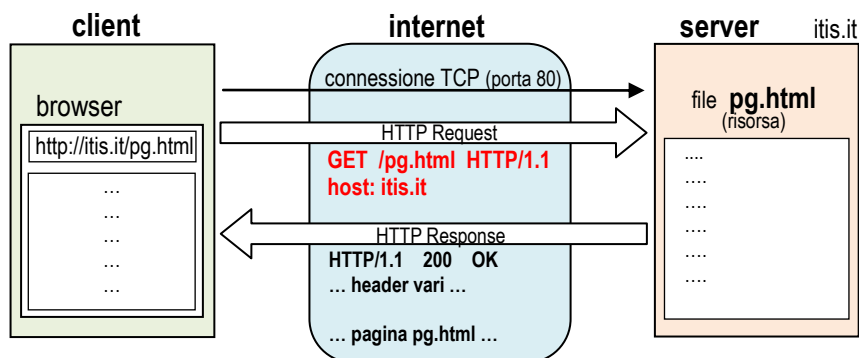 client
internet
server itis.it
connessione TCP (porta 80)
browser
file pg.html
(risorsa)
http://itis.it/pg.html
HTTP Request
GET /pg.html HTTP/1.1
host: itis.it
…
…
…
…
…
....
….
….
….
….
….
HTTP Response
HTTP/1.1 200 OK
… header vari …
… pagina pg.html …